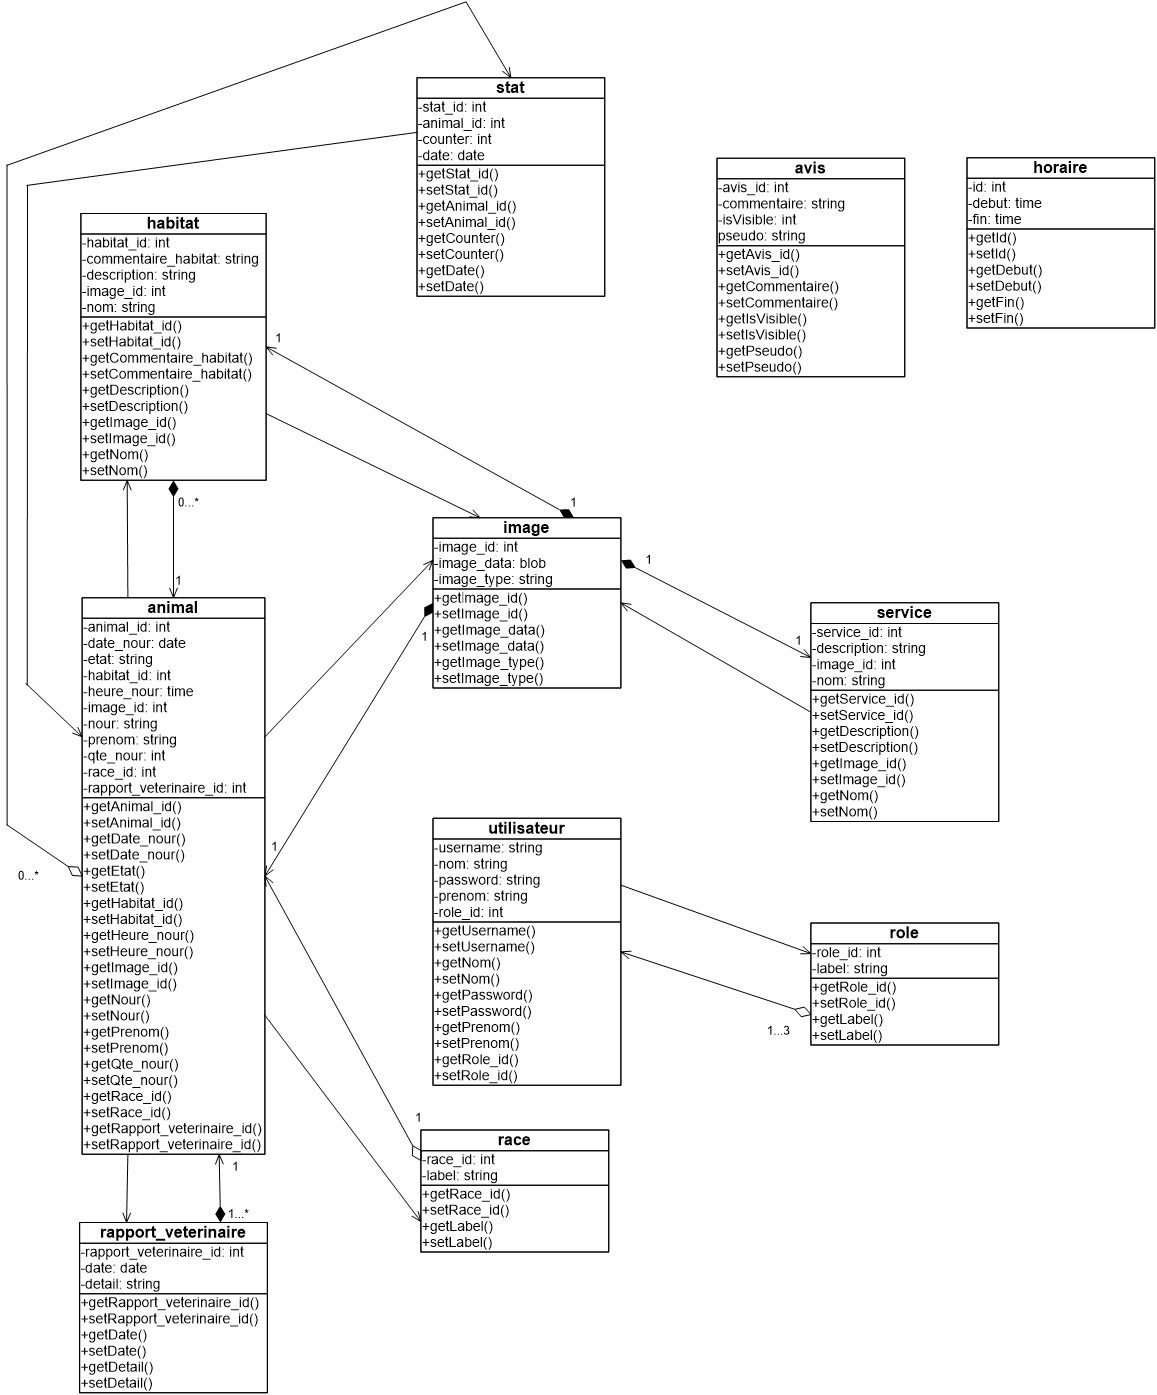 stat
-stat_id: int
-animal_id: int
-counter: int
-date: date
+getStat_id()
+setStat_id()
+getAnimal_id()
+setAnimal_id()
+getCounter()
+setCounter()
+getDate()
+setDate()
avis
-avis_id: int
-commentaire: string
-isVisible: int
pseudo: string
+getAvis_id()
+setAvis_id()
+getCommentaire()
+setCommentaire()
+getIsVisible()
+setIsVisible()
+getPseudo()
+setPseudo()
horaire
-id: int
-debut: time
-fin: time
+getId()
+setId()
+getDebut()
+setDebut()
+getFin()
+setFin()
habitat
-habitat_id: int
-commentaire_habitat: string
-description: string
-image_id: int
-nom: string
+getHabitat_id()
+setHabitat_id()
+getCommentaire_habitat()
+setCommentaire_habitat()
+getDescription()
+setDescription()
+getImage_id()
+setImage_id()
+getNom()
+setNom()
1
0...*
1
1
image
-image_id: int
-image_data: blob
-image_type: string
+getImage_id()
+setImage_id()
+getImage_data()
+setImage_data()
+getImage_type()
+setImage_type()
1
1
1
service
-service_id: int
-description: string
-image_id: int
-nom: string
+getService_id()
+setService_id()
+getDescription()
+setDescription()
+getImage_id()
+setImage_id()
+getNom()
+setNom()
animal
-animal_id: int
-date_nour: date
-etat: string
-habitat_id: int
-heure_nour: time
-image_id: int
-nour: string
-prenom: string
-qte_nour: int
-race_id: int
-rapport_veterinaire_id: int
+getAnimal_id()
+setAnimal_id()
+getDate_nour()
+setDate_nour()
+getEtat()
+setEtat()
+getHabitat_id()
+setHabitat_id()
+getHeure_nour()
+setHeure_nour()
+getImage_id()
+setImage_id()
+getNour()
+setNour()
+getPrenom()
+setPrenom()
+getQte_nour()
+setQte_nour()
+getRace_id()
+setRace_id()
+getRapport_veterinaire_id()
+setRapport_veterinaire_id()
0...*
1
utilisateur
-username: string
-nom: string
-password: string
-prenom: string
-role_id: int
+getUsername()
+setUsername()
+getNom()
+setNom()
+getPassword()
+setPassword()
+getPrenom()
+setPrenom()
+getRole_id()
+setRole_id()
role
-role_id: int
-label: string
+getRole_id()
+setRole_id()
+getLabel()
+setLabel()
1...3
1
race
-race_id: int
-label: string
+getRace_id()
+setRace_id()
+getLabel()
+setLabel()
1
1...*
rapport_veterinaire
-rapport_veterinaire_id: int
-date: date
-detail: string
+getRapport_veterinaire_id()
+setRapport_veterinaire_id()
+getDate()
+setDate()
+getDetail()
+setDetail()